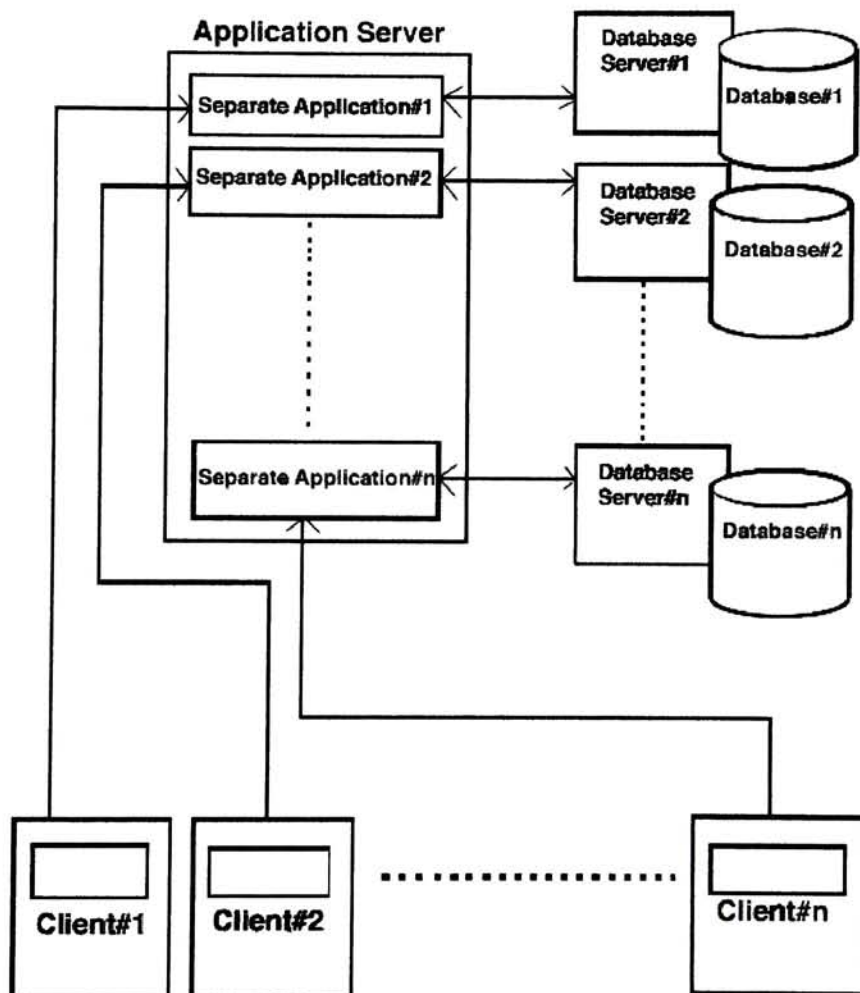 Application Server
Separate Application#1
Separate Application#2
Separate Application#n
Database
Server#1
Database#1
Database
Server#2
Database#2
Database
Server#n
Database#n
Client#1
Client#2
Client#n